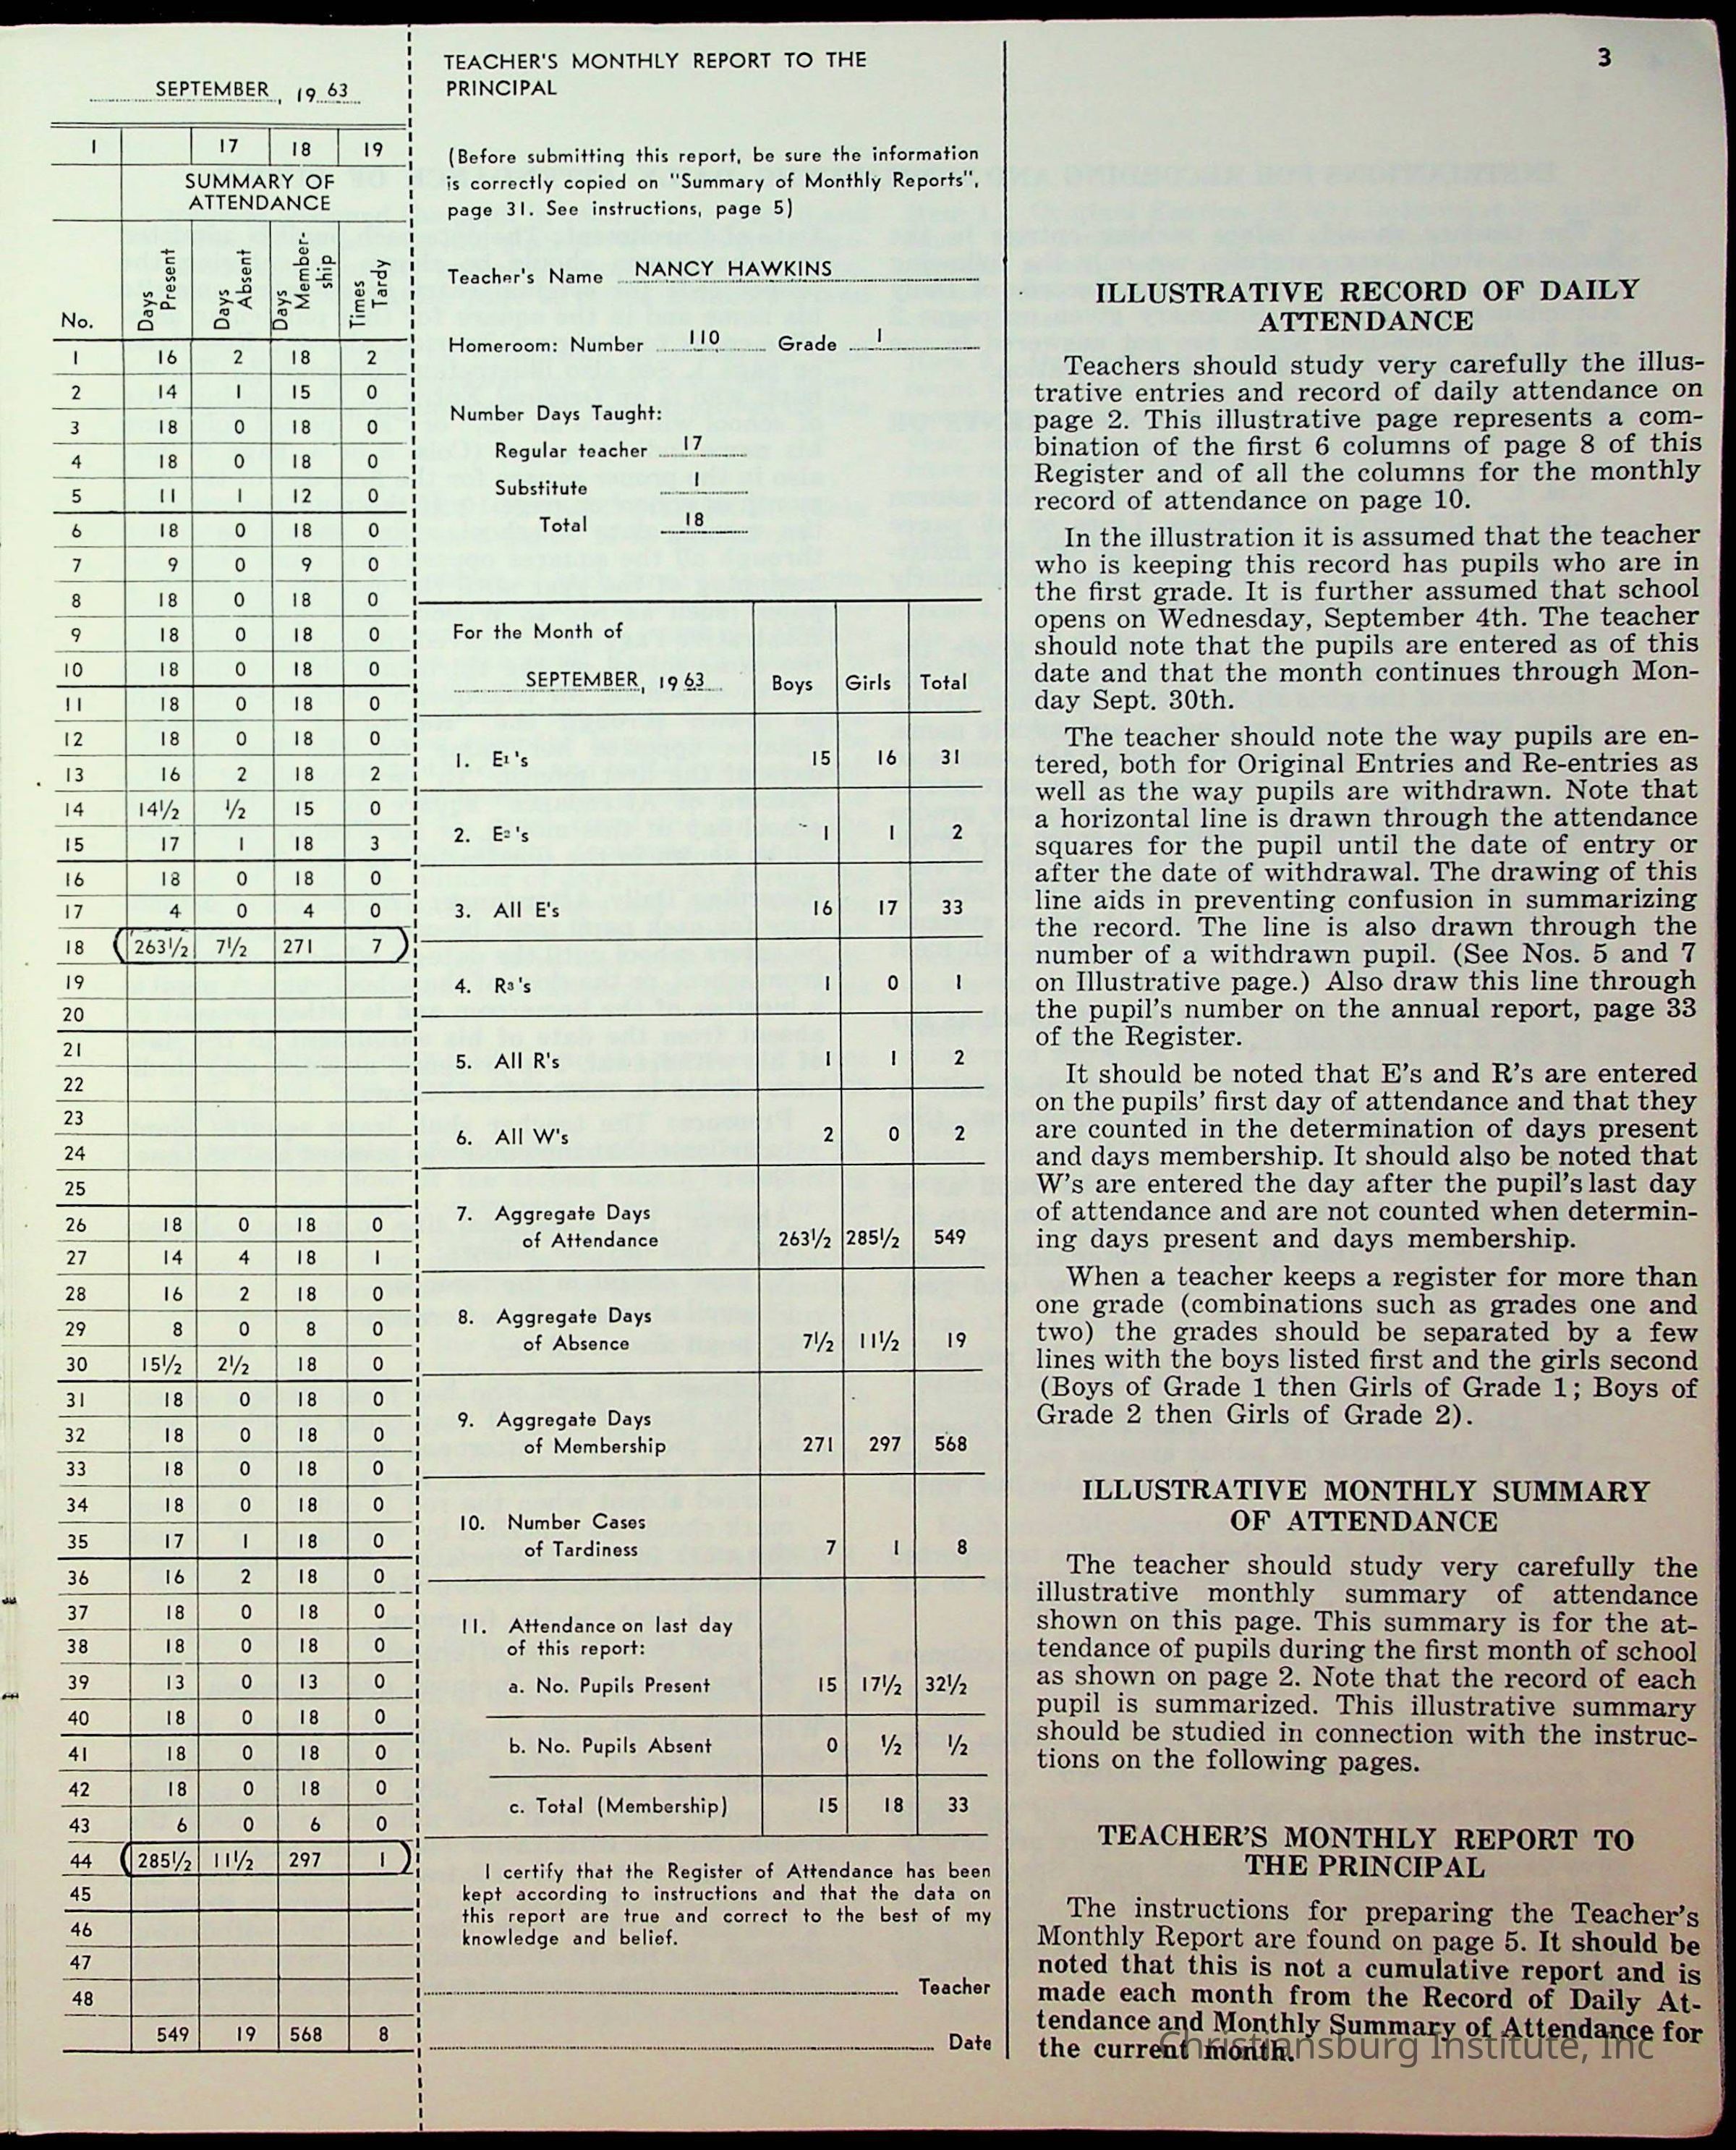 SEPTEMBER, 19 63
1 17 18 19
SUMMARY OF
ATTENDANCE
No. Days Present Days Absent Days Member-ship Times Tardy
1 16 2 18 2
2 14 1 15 0
3 18 0 18 0
4 18 0 18 0
5 11 1 12 0
6 18 0 18 0
7 9 0 9 0
8 18 0 18 0
9 18 0 18 0
10 18 0 18 0
11 18 0 18 0
12 18 0 18 0
13 16 2 18 2
14 14½ ½ 15 0
15 17 1 18 3
16 18 0 18 0
17 4 0 4 0
18 263½ 7½ 271 7
19
20
21
22
23
24
25
26 18 0 18 0
27 14 4 18 1
28 16 2 18 0
29 8 0 8 0
30 15½ 2½ 18 0
31 18 0 18 0
32 18 0 18 0
33 18 0 18 0
34 18 0 18 0
35 17 1 18 0
36 16 2 18 0
37 18 0 18 0
38 18 0 18 0
39 13 0 13 0
40 18 0 18 0
41 18 0 18 0
42 18 0 18 0
43 6 0 6 0
44 285½ 11½ 297 1
45
46
47
48
549 19 568 8
TEACHER'S MONTHLY REPORT TO THE
PRINCIPAL
(Before submitting this report, be sure the information
is correctly copied on "Summary of Monthly Reports",
page 31. See instructions, page 5)
Teacher's Name NANCY HAWKINS
Homeroom: Number 110 Grade 1
Number Days Taught:
Regular teacher 17
Substitute 1
Total 18
For the Month of
SEPTEMBER, 19 63 Boys Girls Total
1. E1's 15 16 31
2. E2's 1 1 2
3. All E's 16 17 33
4. R3's 1 0 1
5. All R's 1 1 2
6. All W's 2 0 2
7. Aggregate Days
of Attendance 263½ 285½ 549
8. Aggregate Days
of Absence 7½ 11½ 19
9. Aggregate Days
of Membership 271 297 568
10. Number Cases
of Tardiness 7 1 8
11. Attendance on last day
of this report:
a. No. Pupils Present 15 17½ 32½
b. No. Pupils Absent 0 ½ ½
c. Total (Membership) 15 18 33
I certify that the Register of Attendance has been
kept according to instructions and that the data on
this report are true and correct to the best of my
knowledge and belief.
Teacher
Date
3
ILLUSTRATIVE RECORD OF DAILY
ATTENDANCE
Teachers should study very carefully the illus-
trative entries and record of daily attendance on
page 2. This illustrative page represents a com-
bination of the first 6 columns of page 8 of this
Register and of all the columns for the monthly
record of attendance on page 10.
In the illustration it is assumed that the teacher
who is keeping this record has pupils who are in
the first grade. It is further assumed that school
opens on Wednesday, September 4th. The teacher
should note that the pupils are entered as of this
date and that the month continues through Mon-
day Sept. 30th.
The teacher should note the way pupils are en-
tered, both for Original Entries and Re-entries as
well as the way pupils are withdrawn. Note that
a horizontal line is drawn through the attendance
squares for the pupil until the date of entry or
after the date of withdrawal. The drawing of this
line aids in preventing confusion in summarizing
the record. The line is also drawn through the
number of a withdrawn pupil. (See Nos. 5 and 7
on Illustrative page.) Also draw this line through
the pupil's number on the annual report, page 33
of the Register.
It should be noted that E's and R's are entered
on the pupils' first day of attendance and that they
are counted in the determination of days present
and days membership. It should also be noted that
W's are entered the day after the pupil's last day
of attendance and are not counted when determin-
ing days present and days membership.
When a teacher keeps a register for more than
one grade (combinations such as grades one and
two) the grades should be separated by a few
lines with the boys listed first and the girls second
(Boys of Grade 1 then Girls of Grade 1; Boys of
Grade 2 then Girls of Grade 2).
ILLUSTRATIVE MONTHLY SUMMARY
OF ATTENDANCE
The teacher should study very carefully the
illustrative monthly summary of attendance
shown on this page. This summary is for the at-
tendance of pupils during the first month of school
as shown on page 2. Note that the record of each
pupil is summarized. This illustrative summary
should be studied in connection with the instruc-
tions on the following pages.
TEACHER'S MONTHLY REPORT TO
THE PRINCIPAL
The instructions for preparing the Teacher's
Monthly Report are found on page 5. It should be
noted that this is not a cumulative report and is
made each month from the Record of Daily At-
tendance and Monthly Summary of Attendance for
the current month.
Christiansburg Institute, Inc